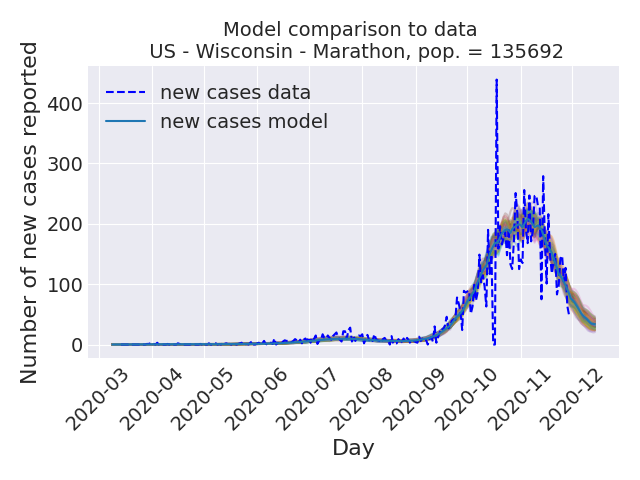 Model comparison to data
US - Wisconsin - Marathon, pop. = 135692
Number of new cases reported
400
300
200
100
0
new cases data
new cases model
2020-03
2020-04
2020-05
2020-06
2020-07
2020-08
2020-09
2020-10
2020-11
2020-12
Day